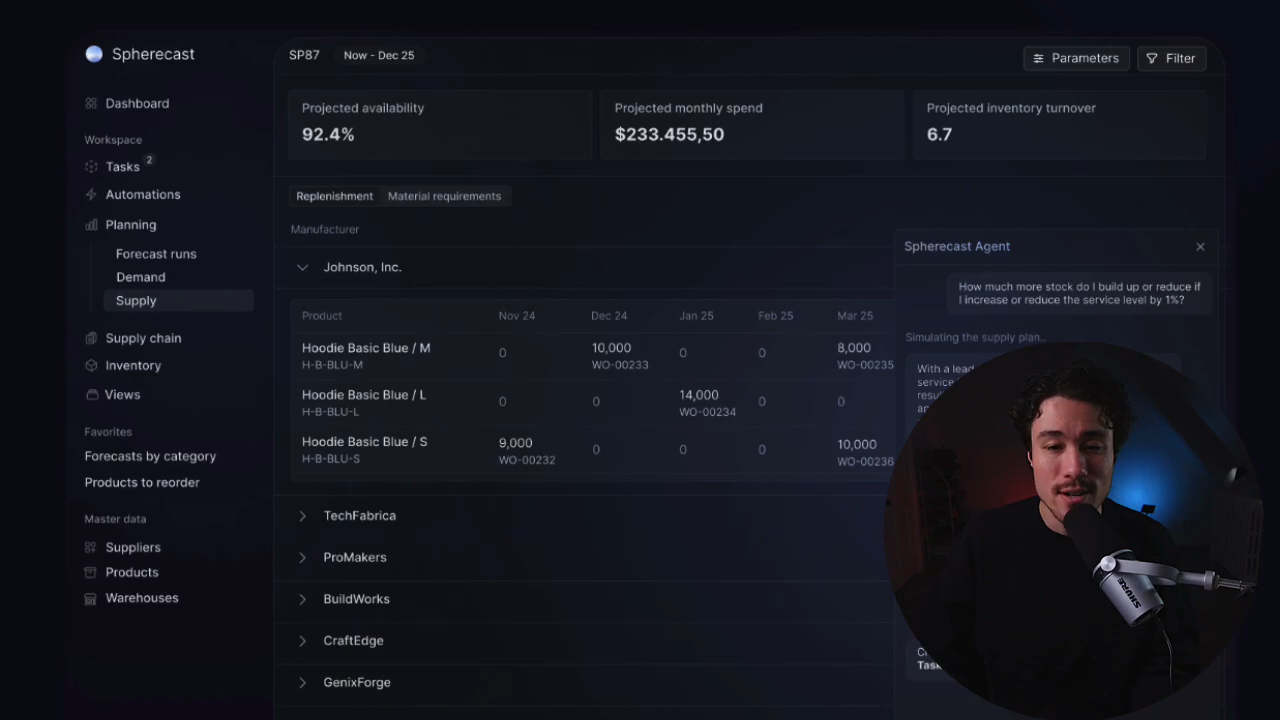 Spherecast
Dashboard
Workspace
Tasks 2
Automations
Planning
Forecast runs
Demand
Supply
Supply chain
Inventory
Views
Favorites
Forecasts by category
Products to reorder
Master data
Suppliers
Products
Warehouses
SP87 Now - Dec 25
Parameters Filter
Projected availability
92.4%
Projected monthly spend
$233.455,50
Projected inventory turnover
6.7
Replenishment Material requirements
Manufacturer
Johnson, Inc.
Product Nov 24 Dec 24 Jan 25 Feb 25 Mar 25
Hoodie Basic Blue / M 0 10,000 0 0 8,000
H-B-BLU-M WO-00233 WO-00235
Hoodie Basic Blue / L 0 0 14,000 0 0
H-B-BLU-L WO-00234
Hoodie Basic Blue / S 9,000 0 0 0 10,000
H-B-BLU-S WO-00232 WO-00236
TechFabrica
ProMakers
BuildWorks
CraftEdge
GenixForge
Spherecast Agent
How much more stock do I build up or reduce if
I increase or reduce the service level by 1%?
Simulating the supply plan..
With a lead
service
SHURE